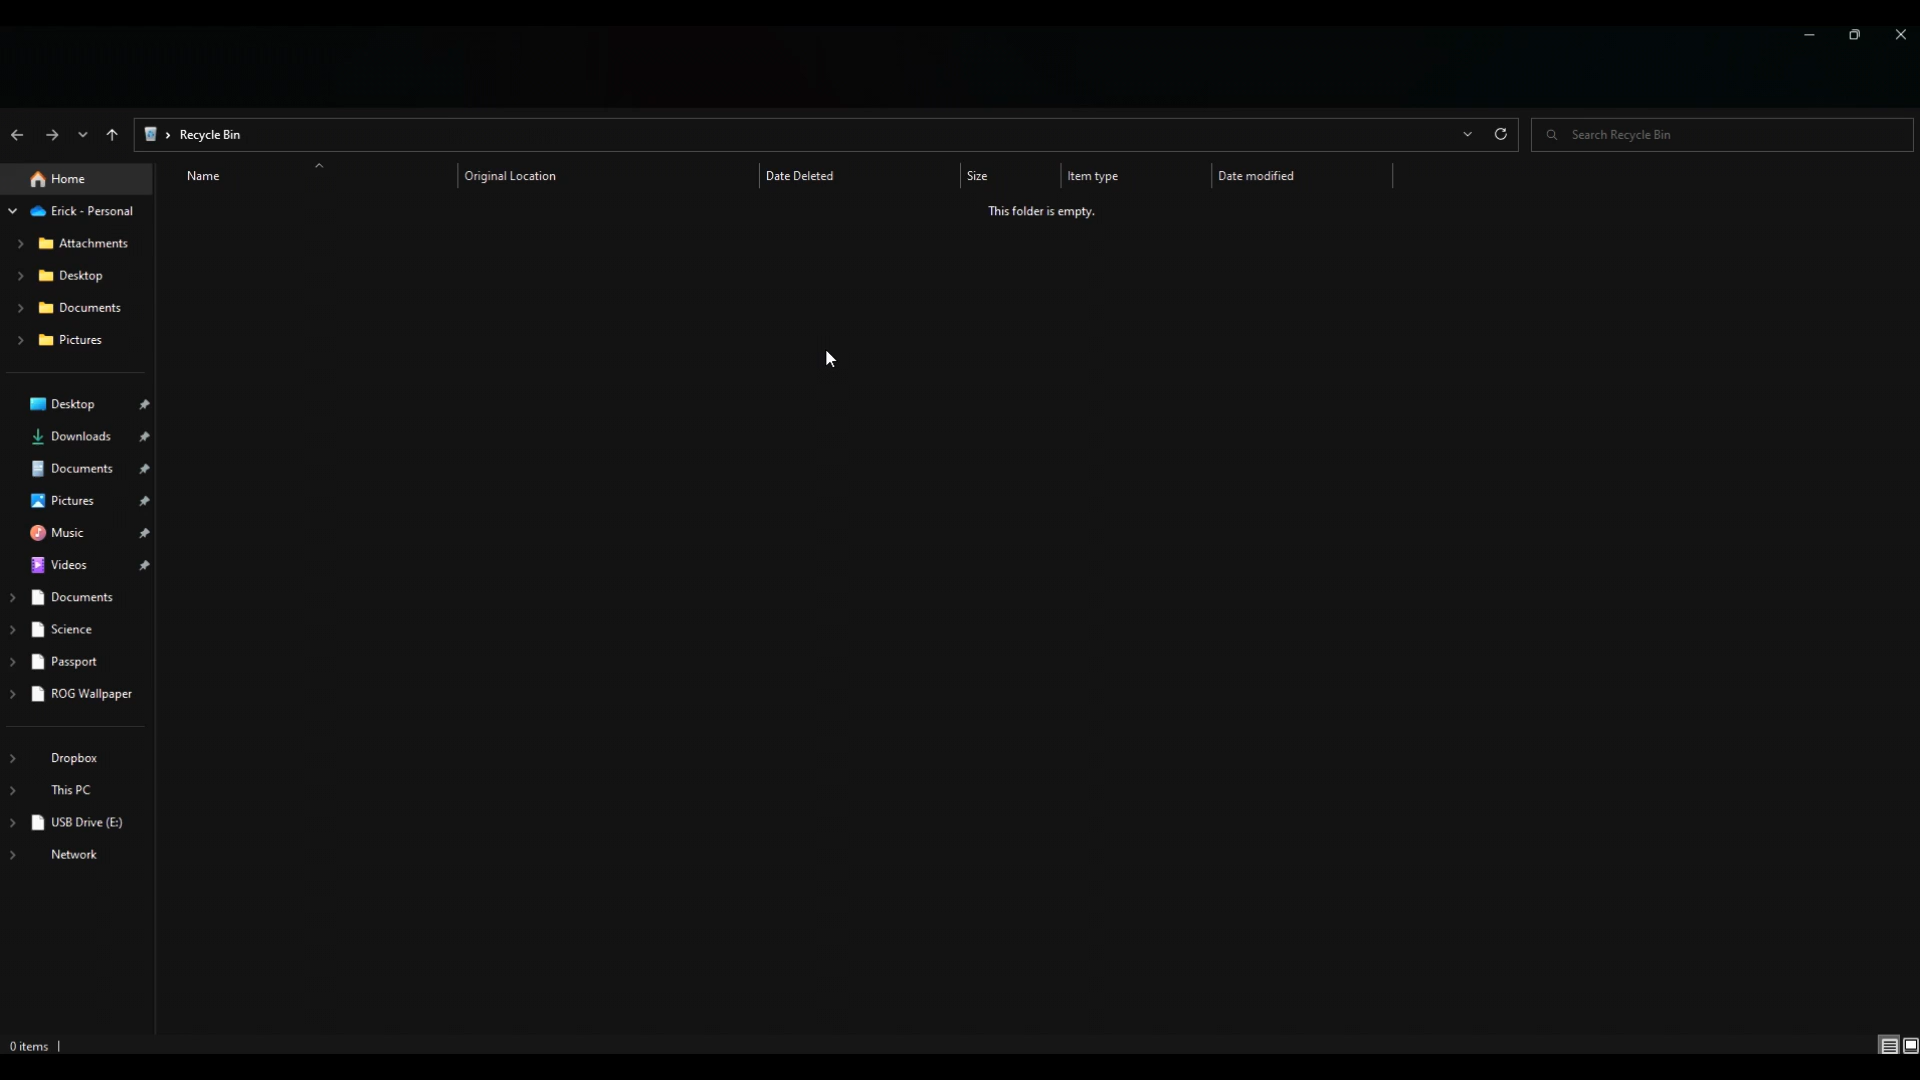 Recycle Bin
Search Recycle Bin
Name Original Location Date Deleted Size Item type Date modified
This folder is empty.
Home
Erick - Personal
Attachments
Desktop
Documents
Pictures
Desktop
Downloads
Documents
Pictures
Music
Videos
Documents
Science
Passport
ROG Wallpaper
Dropbox
This PC
USB Drive (E:)
Network
0 items